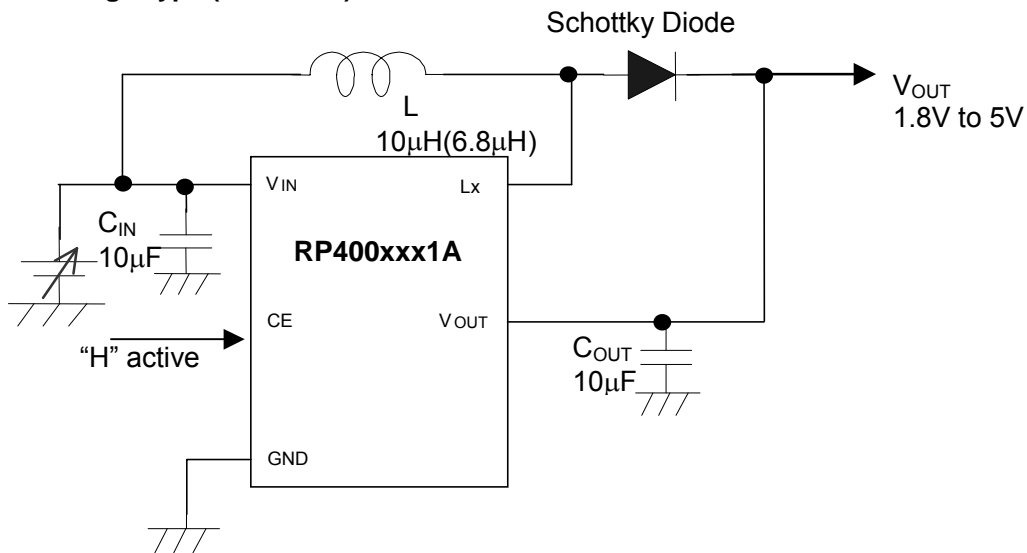 Schottky Diode
L
10μH(6.8μH)
VOUT
1.8V to 5V
VIN
Lx
CIN
10μF
RP400xxx1A
CE
VOUT
"H" active
COUT
10μF
GND